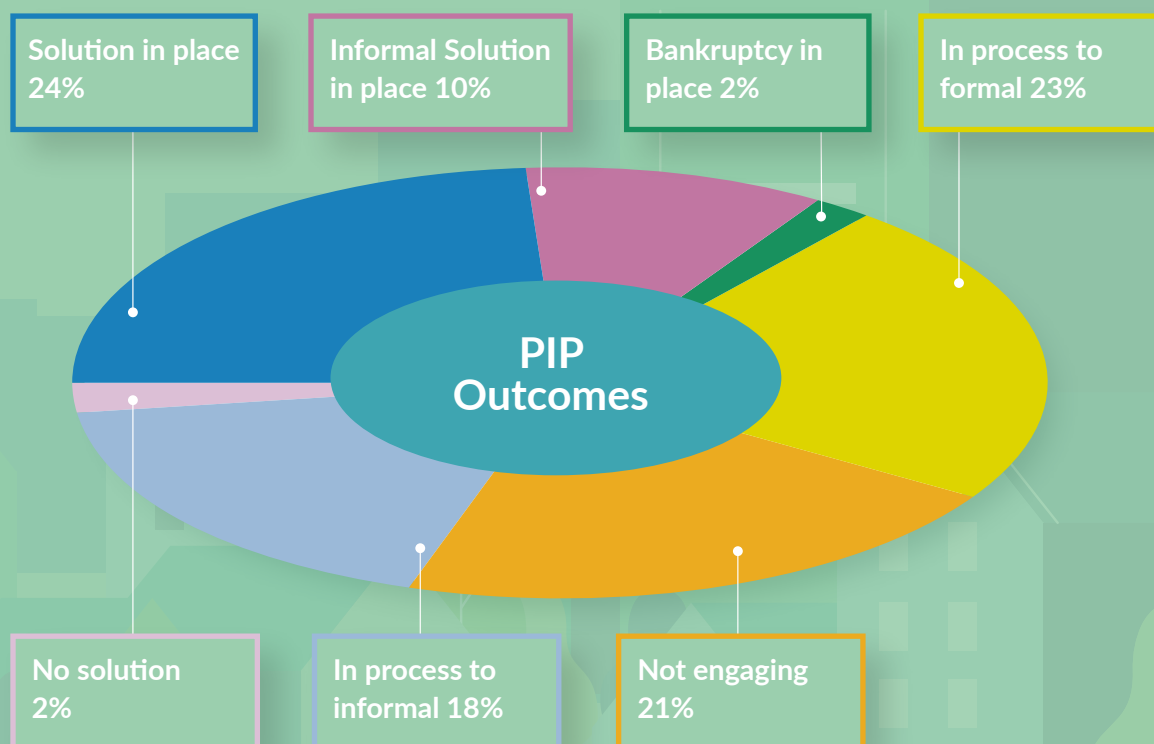 Solution in place
24%
Informal Solution
in place 10%
Bankruptcy in
place 2%
In process to
formal 23%
PIP
Outcomes
No solution
2%
In process to
informal 18%
Not engaging
21%